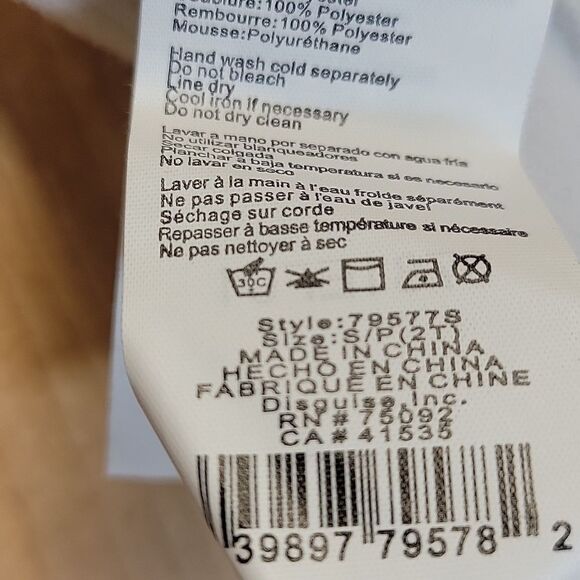 100% Polyester
Rembourre:100% Polyester
Mousse:Polyuréthane
Hand wash cold separately
Do not bleach
Line dry
Cool iron if necessary
Do not dry clean
Lavar a mano por separado con agua fria
No utilizar blanqueadores
Secar colgada
Planchar a baja temperatura si es necesario
No lavar en seco
Laver à la main à l'eau froide séparément
Ne pas passer à l'eau de javel
Séchage sur corde
Repasser à basse température si nécessaire
Ne pas nettoyer à sec
30C
Style:79577S
Size:S/P(2T)
MADE IN CHINA
HECHO EN CHINA
FABRIQUÉ EN CHINE
Disguise,Inc.
RN # 75092
CA# 41535
39897 79578 2